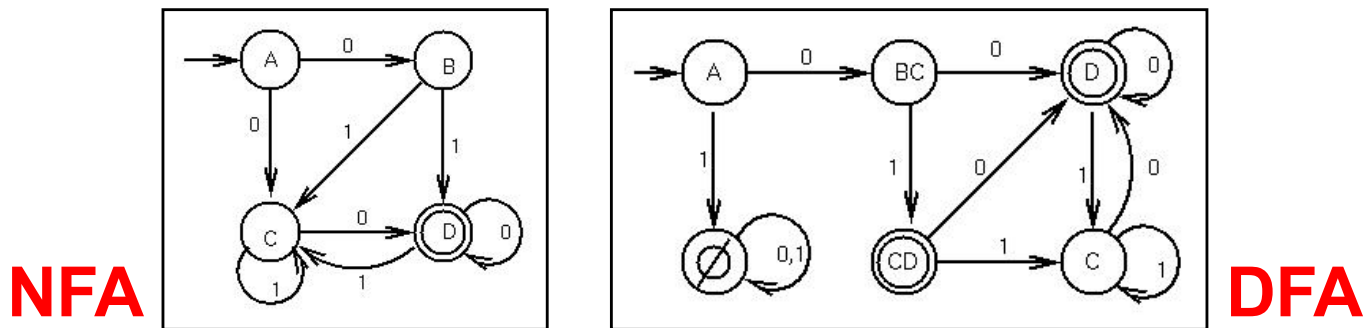 A 0 B
0 1 1
C 0 D 0
1 1
NFA
A 0 BC 0 D 0
1 1 0 1 0
Ø 0,1 CD 1 C 1
DFA